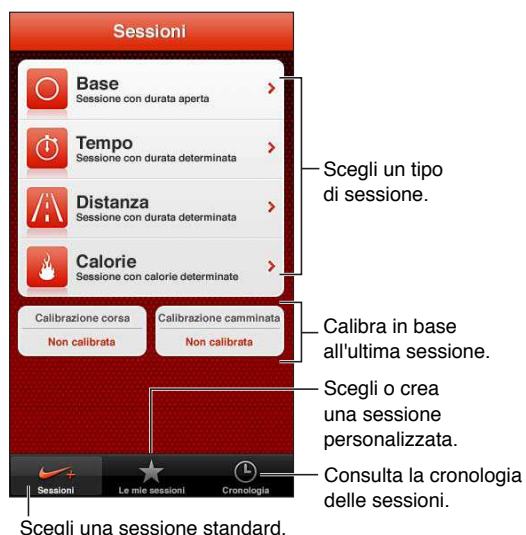 Sessioni
Base
Sessione con durata aperta
Tempo
Sessione con durata determinata
Distanza
Sessione con durata determinata
Calorie
Sessione con calorie determinate
Scegli un tipo
di sessione.
Calibrazione corsa
Non calibrata
Calibrazione camminata
Non calibrata
Calibra in base
all'ultima sessione.
Scegli o crea
una sessione
personalizzata.
Sessioni
Le mie sessioni
Cronologia
Consulta la cronologia
delle sessioni.
Scegli una sessione standard.